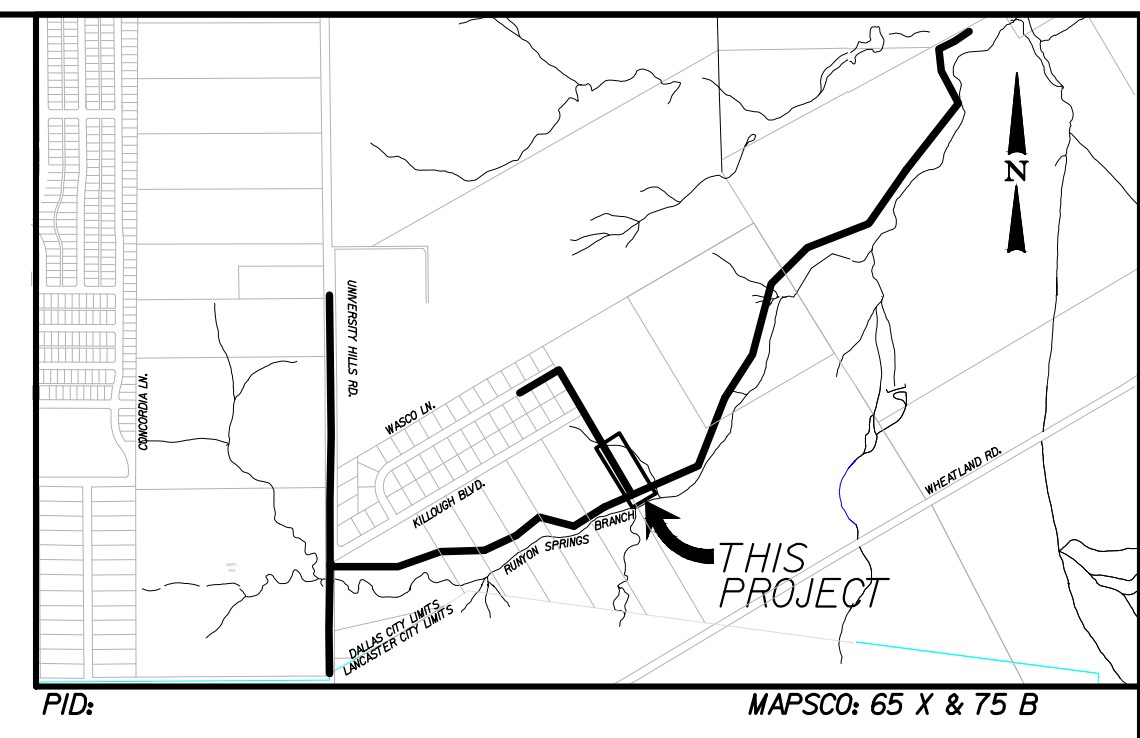 N
UNIVERSITY HILLS RD.
CONCORDIA LN.
WASCO LN.
KILLOUGH BLVD.
WHEATLAND RD.
RUNYON SPRINGS BRANCH
THIS
PROJECT
DALLAS CITY LIMITS
LANCASTER CITY LIMITS
PID:
MAPSCO: 65 X & 75 B